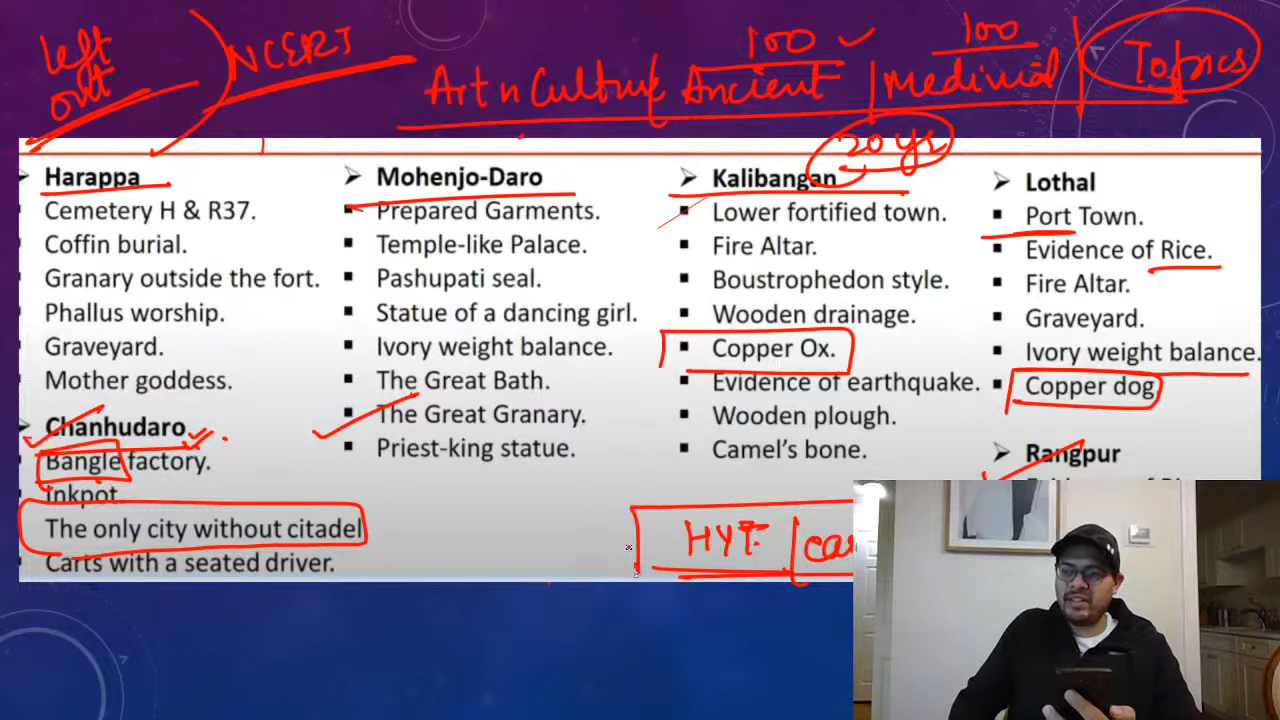 left out
NCERT
Art n Culture Ancient | Medieival | Topics
100
100
20 yrs
Harappa
Cemetery H & R37.
Coffin burial.
Granary outside the fort.
Phallus worship.
Graveyard.
Mother goddess.
Chanhudaro
Bangle factory.
Inkpot.
The only city without citadel
Carts with a seated driver.
Mohenjo-Daro
Prepared Garments.
Temple-like Palace.
Pashupati seal.
Statue of a dancing girl.
Ivory weight balance.
The Great Bath.
The Great Granary.
Priest-king statue.
Kalibangan
Lower fortified town.
Fire Altar.
Boustrophedon style.
Wooden drainage.
Copper Ox.
Evidence of earthquake.
Wooden plough.
Camel's bone.
HYT
Lothal
Port Town.
Evidence of Rice.
Fire Altar.
Graveyard.
Ivory weight balance.
Copper dog
Rangpur